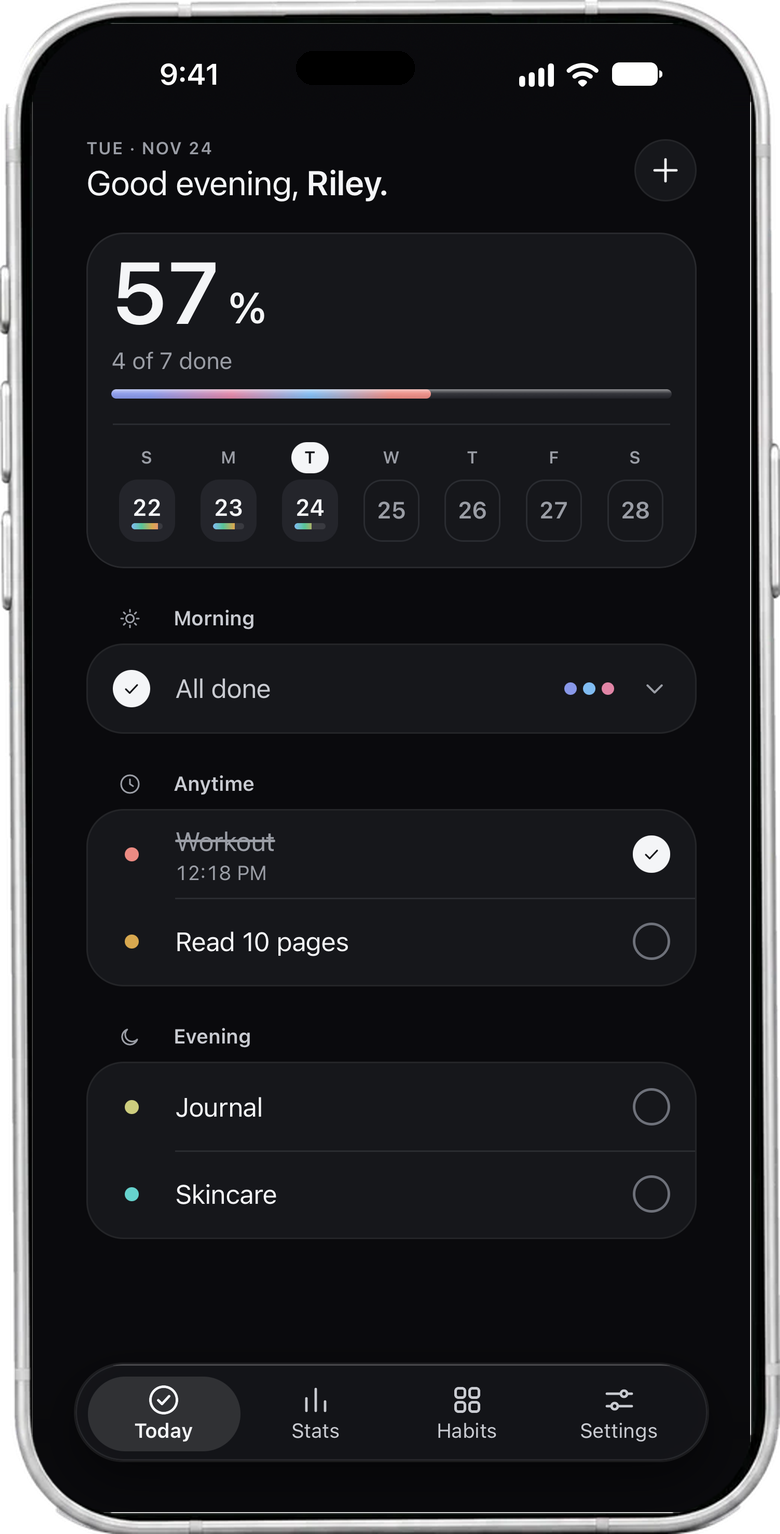 9:41
TUE · NOV 24
Good evening, Riley.
57 %
4 of 7 done
S M T W T F S
22 23 24 25 26 27 28
Morning
All done
Anytime
Workout
12:18 PM
Read 10 pages
Evening
Journal
Skincare
Today Stats Habits Settings